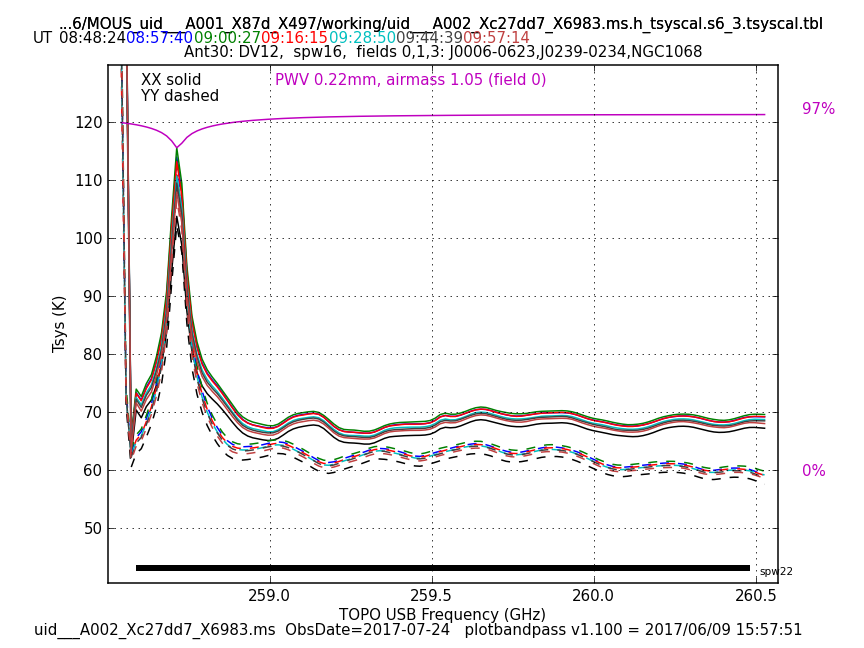 ...6/MOUS_uid___A001_X87d_X497/working/uid___A002_Xc27dd7_X6983.ms.h_tsyscal.s6_3.tsyscal.tbl
UT 08:48:24 08:57:40 09:00:27 09:16:15 09:28:50 09:44:39 09:57:14
Ant30: DV12, spw16, fields 0,1,3: J0006-0623,J0239-0234,NGC1068
XX solid
YY dashed
PWV 0.22mm, airmass 1.05 (field 0)
97%
0%
120
110
100
90
80
70
60
50
Tsys (K)
spw22
259.0 259.5 260.0 260.5
TOPO USB Frequency (GHz)
uid___A002_Xc27dd7_X6983.ms ObsDate=2017-07-24 plotbandpass v1.100 = 2017/06/09 15:57:51